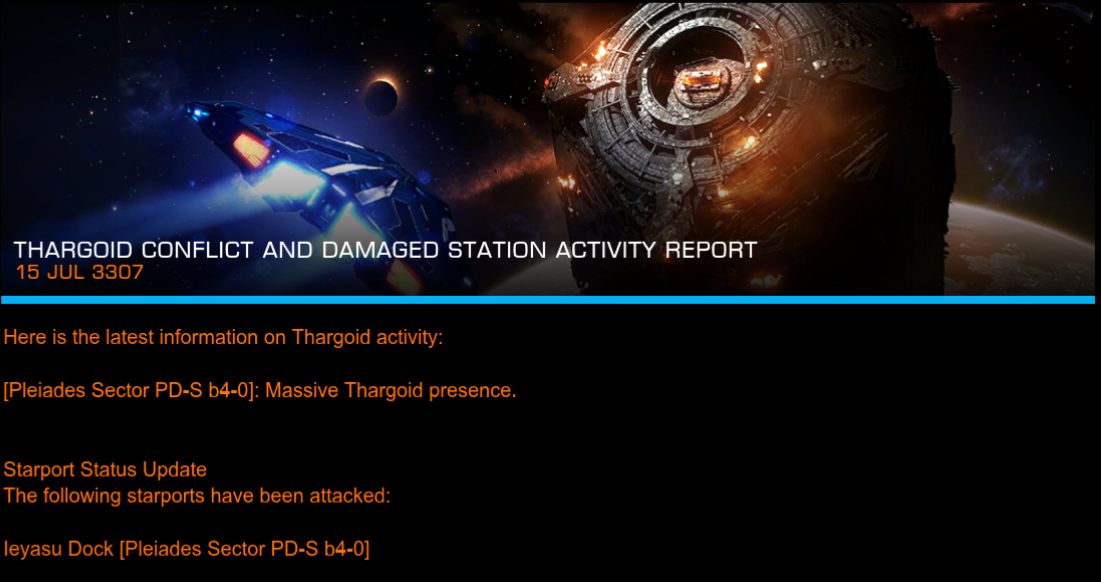 THARGOID CONFLICT AND DAMAGED STATION ACTIVITY REPORT
15 JUL 3307
Here is the latest information on Thargoid activity:
[Pleiades Sector PD-S b4-0]: Massive Thargoid presence.
Starport Status Update
The following starports have been attacked:
Ieyasu Dock [Pleiades Sector PD-S b4-0]